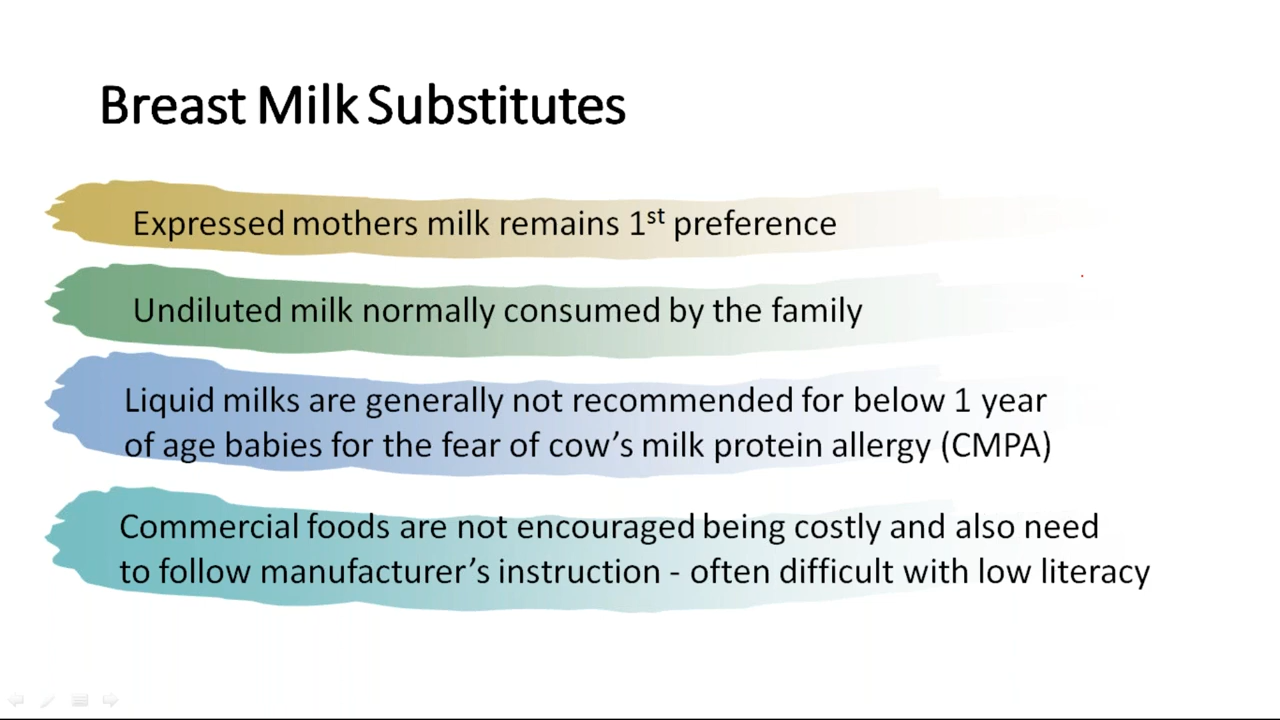 Breast Milk Substitutes
Expressed mothers milk remains 1st preference
Undiluted milk normally consumed by the family
Liquid milks are generally not recommended for below 1 year
of age babies for the fear of cow’s milk protein allergy (CMPA)
Commercial foods are not encouraged being costly and also need
to follow manufacturer’s instruction - often difficult with low literacy